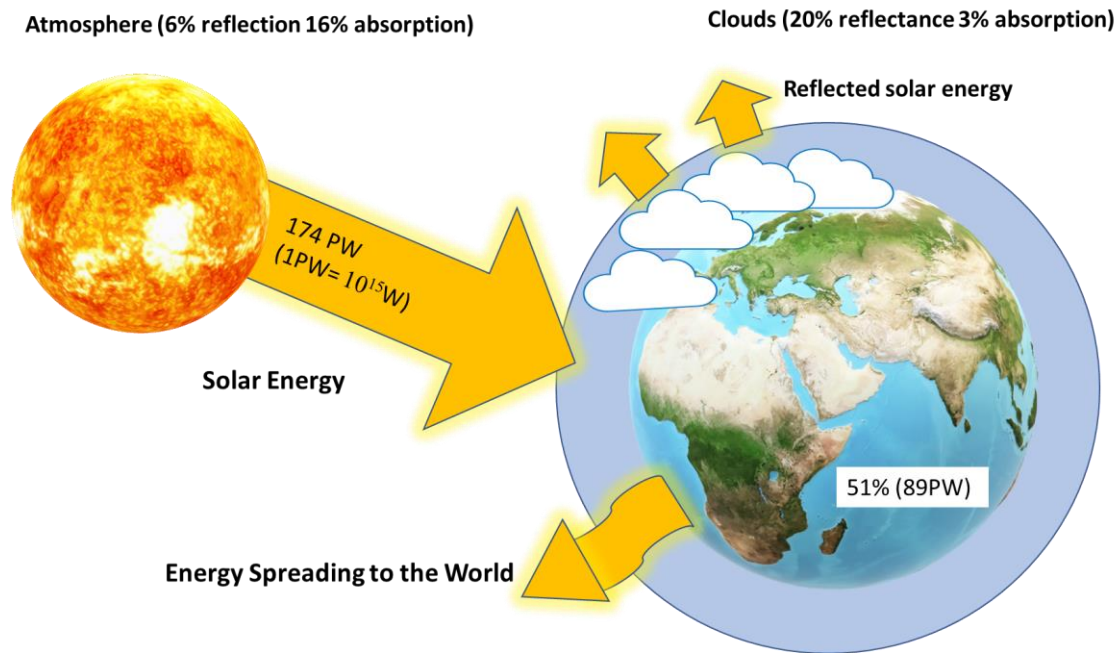 Atmosphere (6% reflection 16% absorption)
Clouds (20% reflectance 3% absorption)
Reflected solar energy
174 PW
(1PW= 10¹⁵W)
Solar Energy
51% (89PW)
Energy Spreading to the World